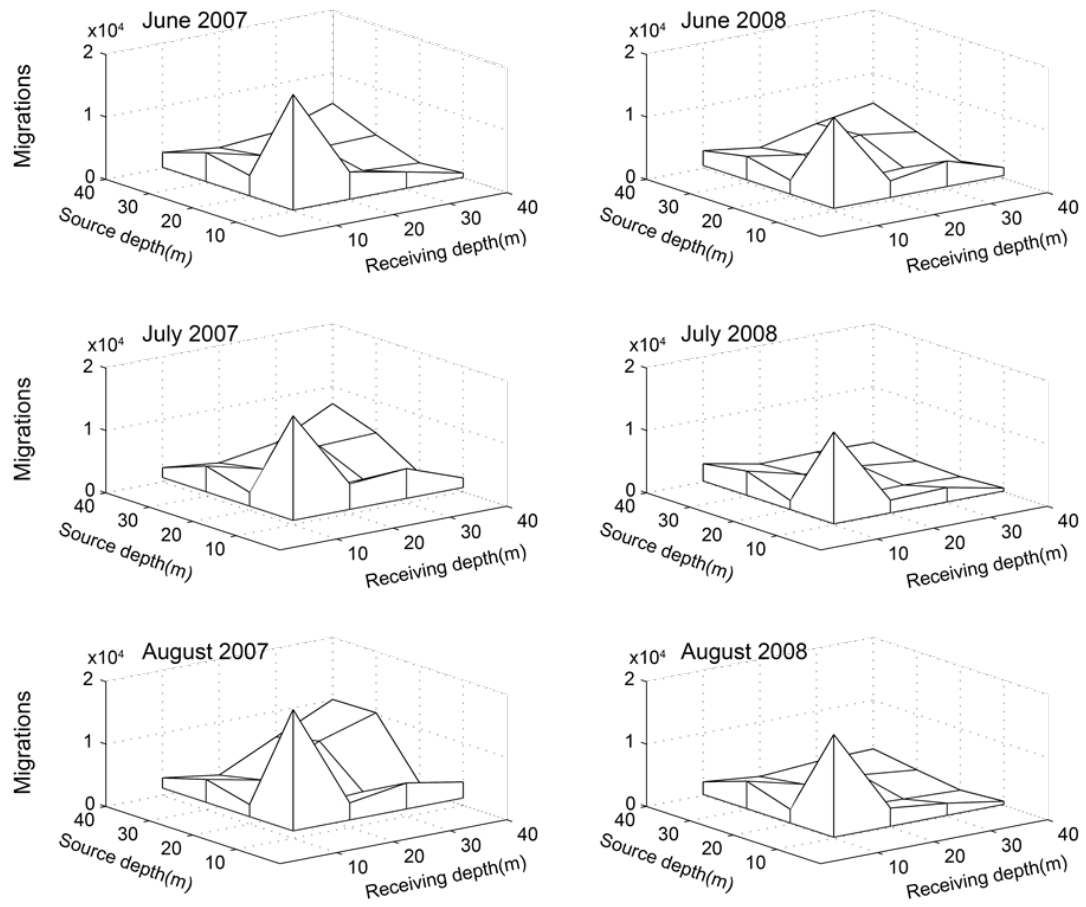 June 2007
x10⁴
2
1
0
Migrations
40
30
20
10
Source depth(m)
10
20
30
40
Receiving depth(m)
June 2008
x10⁴
2
1
0
40
30
20
10
Source depth(m)
10
20
30
40
Receiving depth(m)
July 2007
x10⁴
2
1
0
Migrations
40
30
20
10
Source depth(m)
10
20
30
40
Receiving depth(m)
July 2008
x10⁴
2
1
0
40
30
20
10
Source depth(m)
10
20
30
40
Receiving depth(m)
August 2007
x10⁴
2
1
0
Migrations
40
30
20
10
Source depth(m)
10
20
30
40
Receiving depth(m)
August 2008
x10⁴
2
1
0
40
30
20
10
Source depth(m)
10
20
30
40
Receiving depth(m)